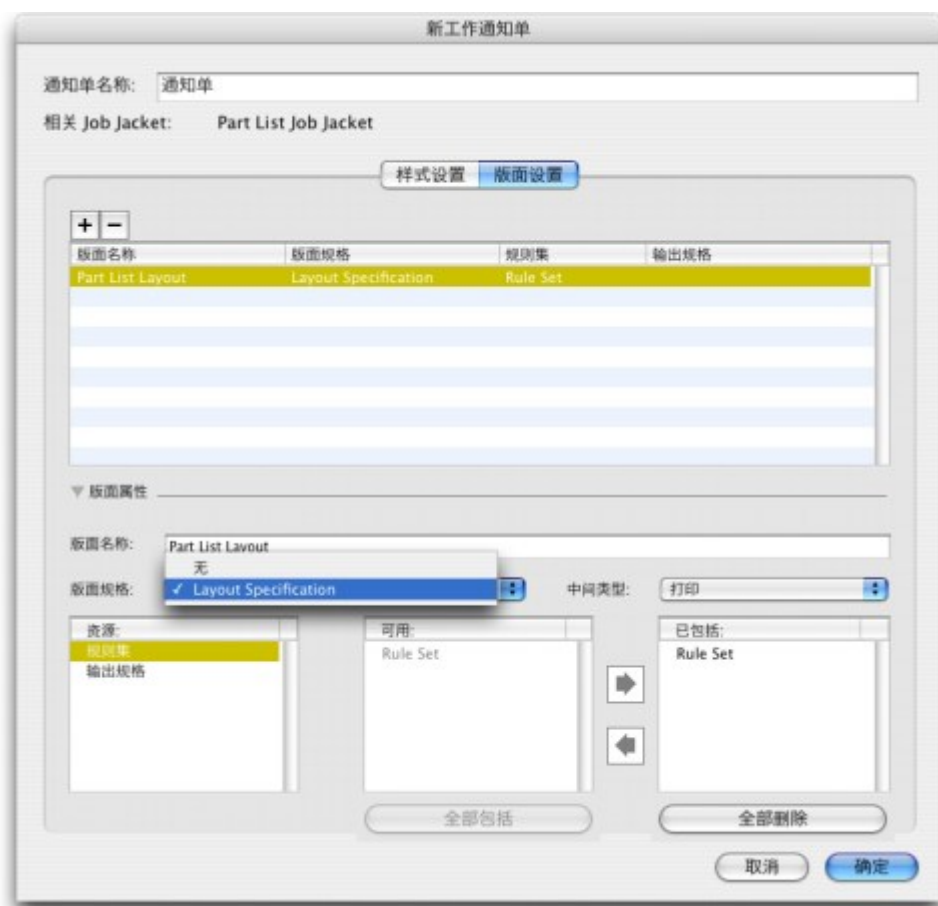 新工作通知单
通知单名称: 通知单
相关 Job Jacket: Part List Job Jacket
样式设置 版面设置
+ −
版面名称 版面规格 规则集 输出规格
Part List Layout Layout Specification Rule Set
▼ 版面属性
版面名称: Part List Layout
无
版面规格: ✓ Layout Specification 中间类型: 打印
资源: 可用: 已包括:
规则集 Rule Set Rule Set
输出规格
全部包括 全部删除
取消 确定